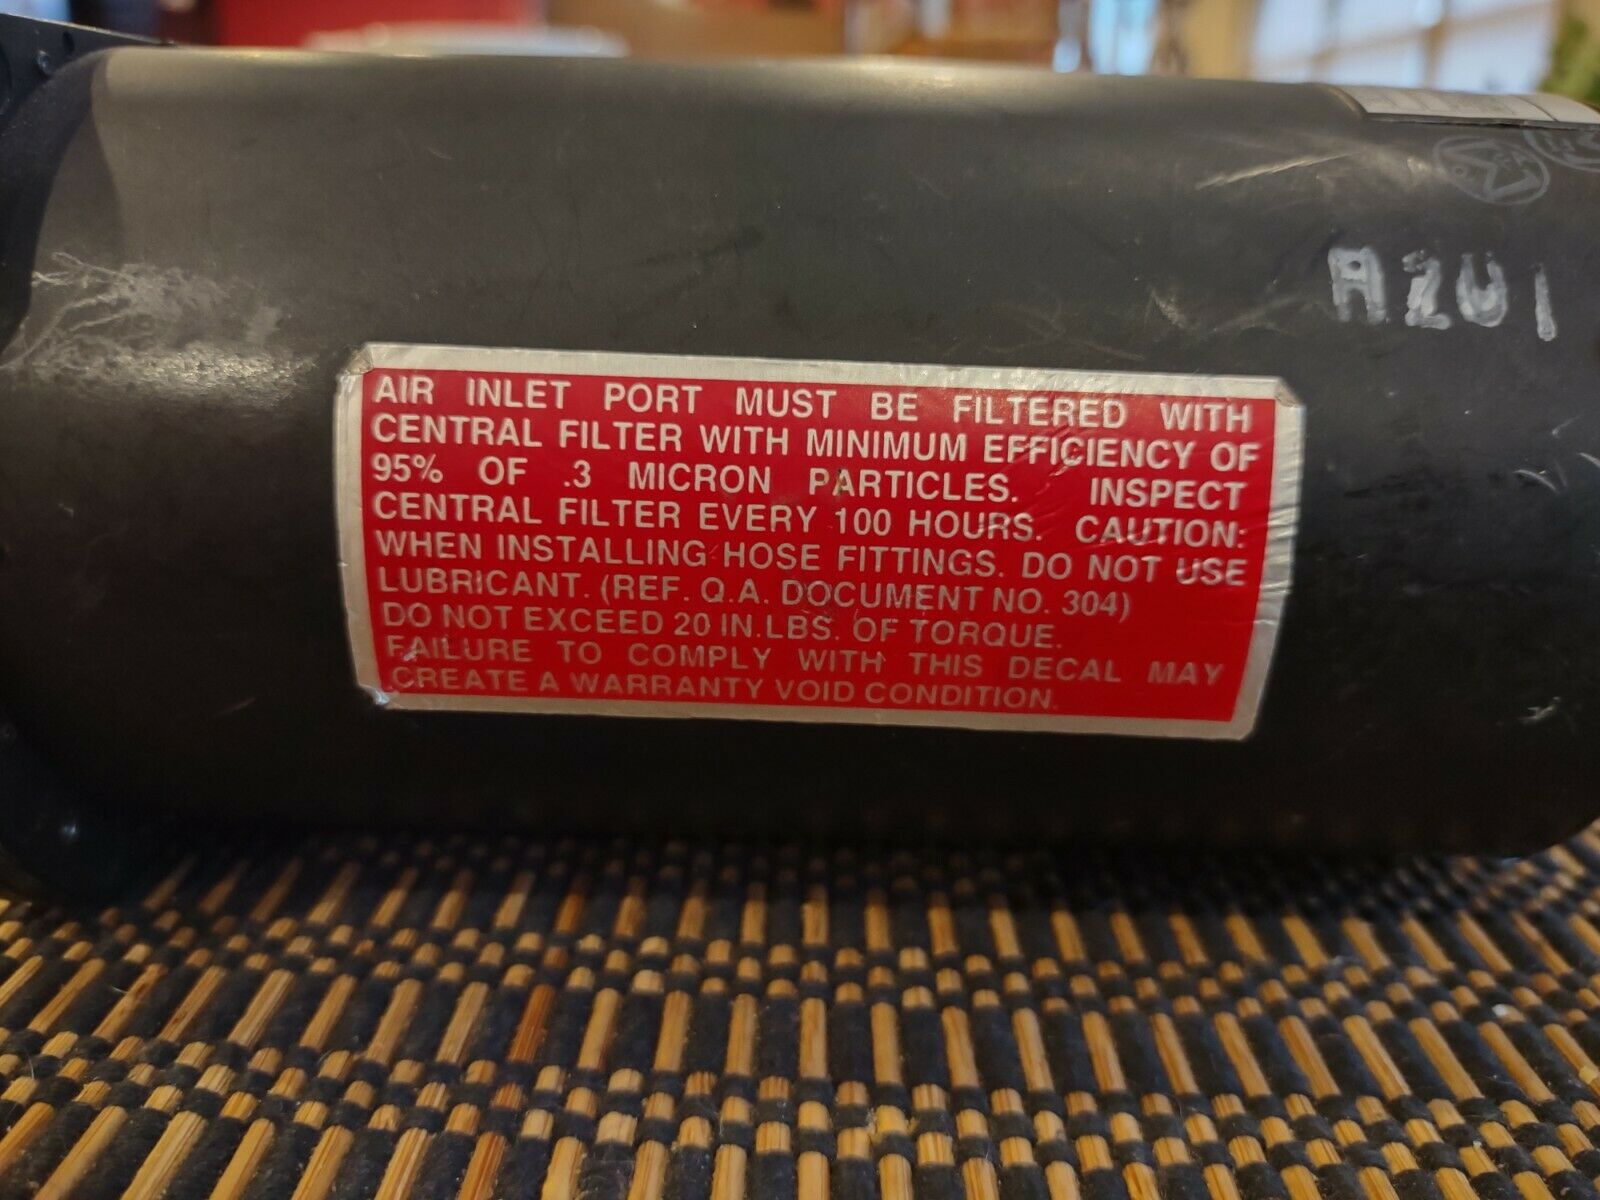 A201
AIR INLET PORT MUST BE FILTERED WITH
CENTRAL FILTER WITH MINIMUM EFFICIENCY OF
95% OF .3 MICRON PARTICLES. INSPECT
CENTRAL FILTER EVERY 100 HOURS. CAUTION:
WHEN INSTALLING HOSE FITTINGS. DO NOT USE
LUBRICANT. (REF. Q.A. DOCUMENT NO. 304)
DO NOT EXCEED 20 IN.LBS. OF TORQUE.
FAILURE TO COMPLY WITH THIS DECAL MAY
CREATE A WARRANTY VOID CONDITION.